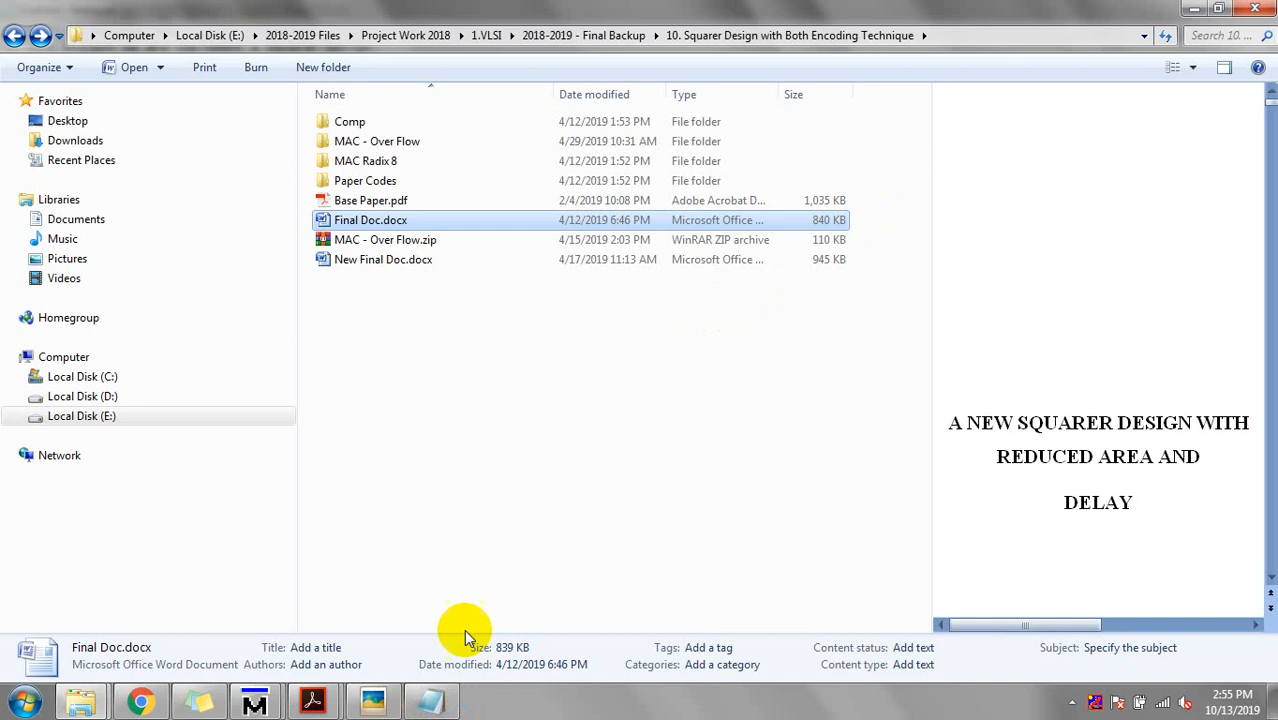 Computer ▸ Local Disk (E:) ▸ 2018-2019 Files ▸ Project Work 2018 ▸ 1.VLSI ▸ 2018-2019 - Final Backup ▸ 10. Squarer Design with Both Encoding Technique ▸ Search 10. ...
Organize Open Print Burn New folder
Name Date modified Type Size
Favorites
Desktop
Downloads
Recent Places
Libraries
Documents
Music
Pictures
Videos
Homegroup
Computer
Local Disk (C:)
Local Disk (D:)
Local Disk (E:)
Network
Comp 4/12/2019 1:53 PM File folder
MAC - Over Flow 4/29/2019 10:31 AM File folder
MAC Radix 8 4/12/2019 1:52 PM File folder
Paper Codes 4/12/2019 1:52 PM File folder
Base Paper.pdf 2/4/2019 10:08 PM Adobe Acrobat D... 1,035 KB
Final Doc.docx 4/12/2019 6:46 PM Microsoft Office ... 840 KB
MAC - Over Flow.zip 4/15/2019 2:03 PM WinRAR ZIP archive 110 KB
New Final Doc.docx 4/17/2019 11:13 AM Microsoft Office ... 945 KB
A NEW SQUARER DESIGN WITH
REDUCED AREA AND
DELAY
Final Doc.docx Title: Add a title Size: 839 KB Tags: Add a tag Content status: Add text Subject: Specify the subject
Microsoft Office Word Document Authors: Add an author Date modified: 4/12/2019 6:46 PM Categories: Add a category Content type: Add text
2:55 PM
10/13/2019